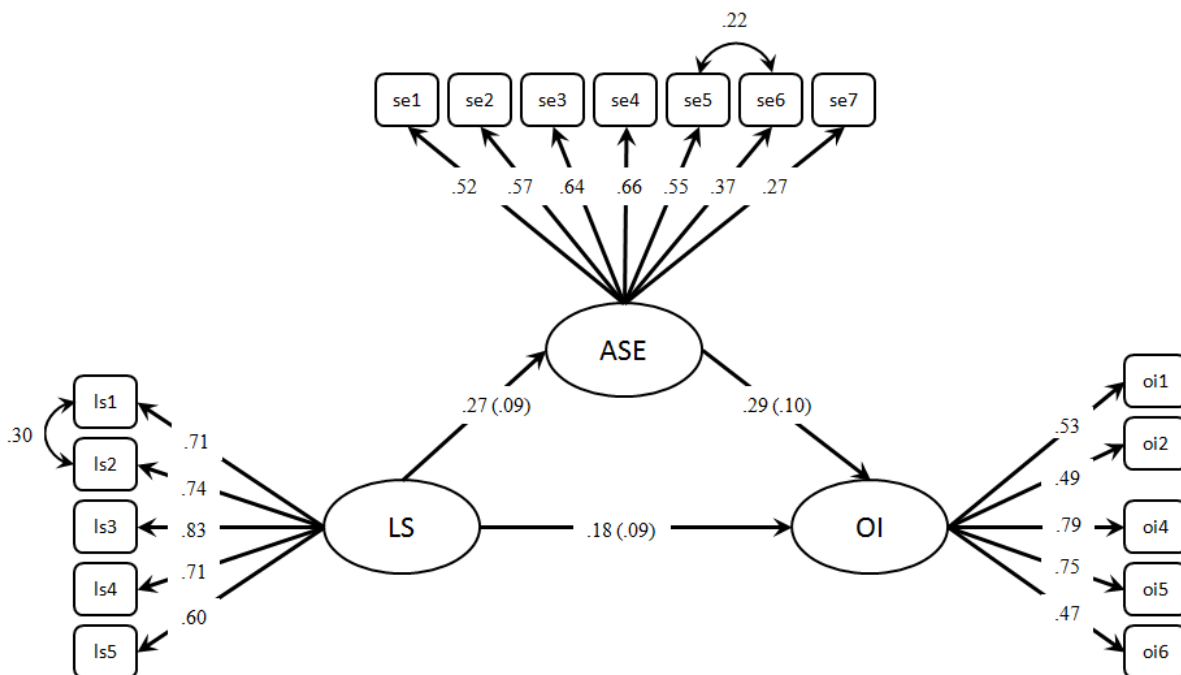 .22
se1 se2 se3 se4 se5 se6 se7
.52 .57 .64 .66 .55 .37 .27
ASE
.27 (.09)
.29 (.10)
ls1
ls2
ls3
ls4
ls5
.30
.71
.74
.83
.71
.60
LS
.18 (.09)
OI
.53
.49
.79
.75
.47
oi1
oi2
oi4
oi5
oi6